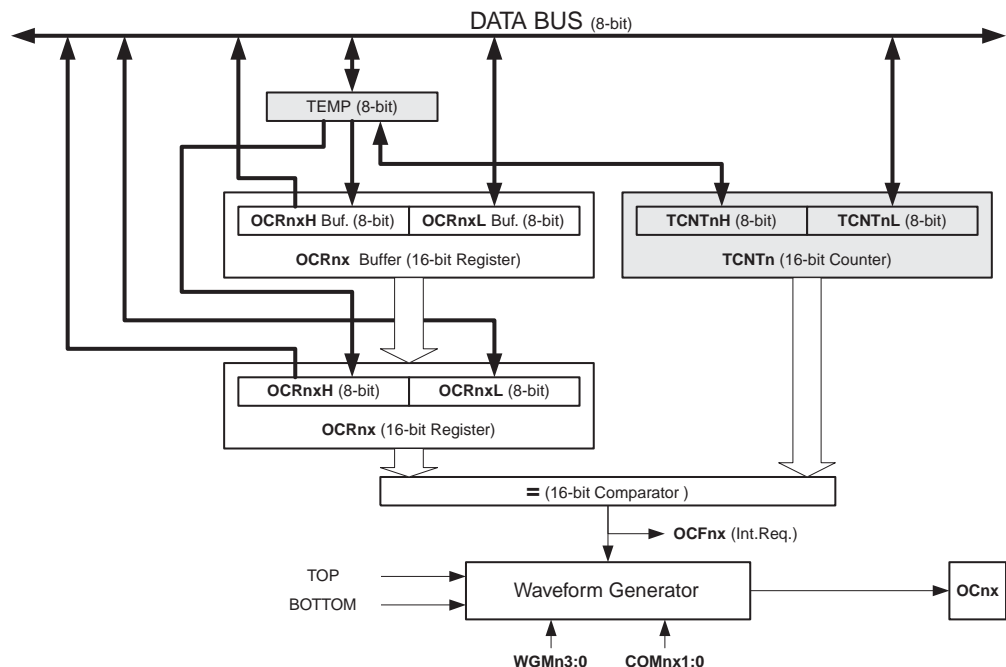 DATA BUS (8-bit)
TEMP (8-bit)
OCRnxH Buf. (8-bit) OCRnxL Buf. (8-bit)
OCRnx Buffer (16-bit Register)
TCNTnH (8-bit) TCNTnL (8-bit)
TCNTn (16-bit Counter)
OCRnxH (8-bit) OCRnxL (8-bit)
OCRnx (16-bit Register)
= (16-bit Comparator )
OCFnx (Int.Req.)
TOP
BOTTOM
Waveform Generator
OCnx
WGMn3:0 COMnx1:0